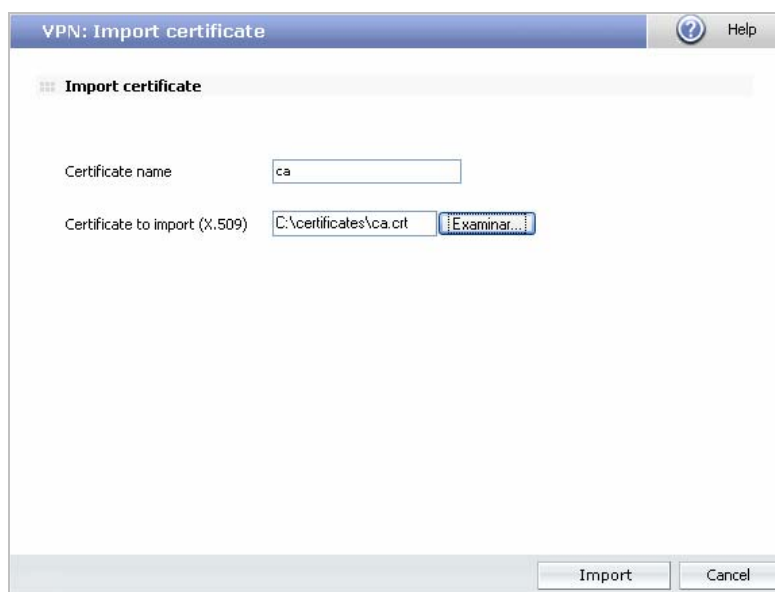 VPN: Import certificate
Help
Import certificate
Certificate name
ca
Certificate to import (X.509)
C:\certificates\ca.crt
Examinar...
Import
Cancel